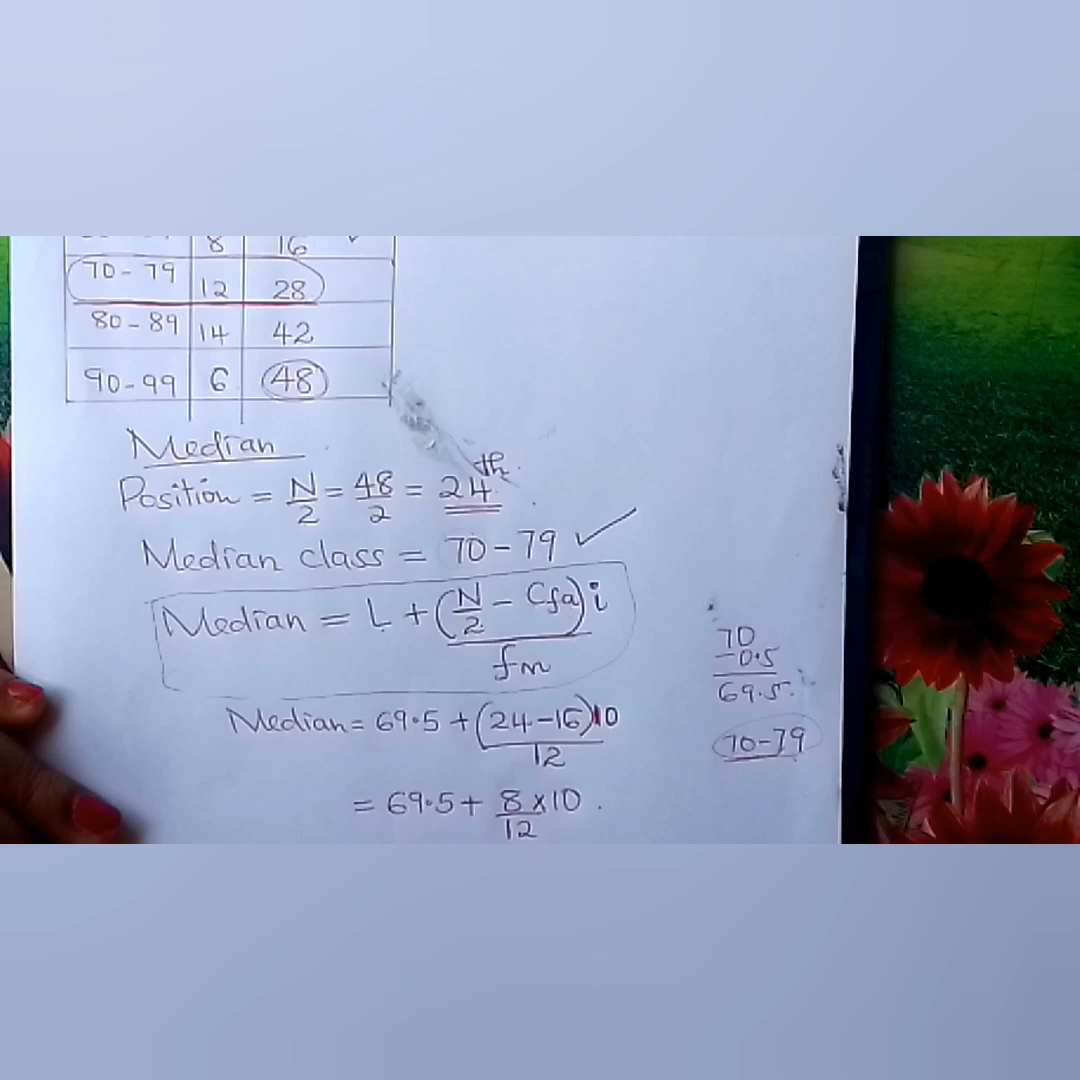 8 16 ✓
70 - 79 12 28
80 - 89 14 42
90 - 99 6 48
Median
Position = N/2 = 48/2 = 24th.
Median class = 70 - 79 ✓
Median = L + (N/2 - Cfa) i / fm
70
- 0.5
69.5.
70 - 79
Median = 69.5 + (24 - 16)10 / 12
= 69.5 + 8/12 x 10 .